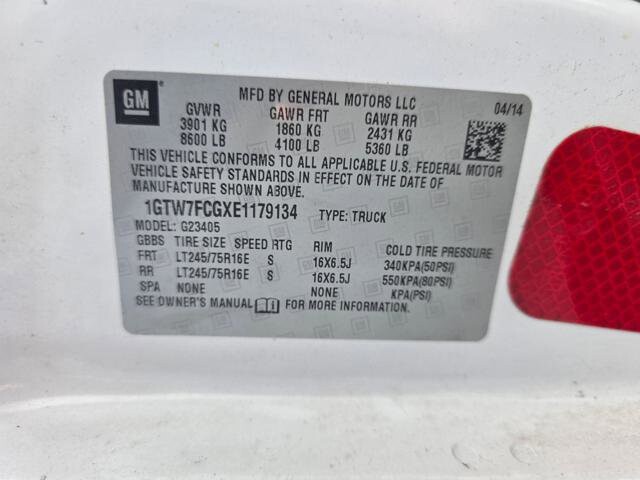 GM
MFD BY GENERAL MOTORS LLC
04/14
GVWR GAWR FRT GAWR RR
3901 KG 1860 KG 2431 KG
8600 LB 4100 LB 5360 LB
THIS VEHICLE CONFORMS TO ALL APPLICABLE U.S. FEDERAL MOTOR
VEHICLE SAFETY STANDARDS IN EFFECT ON THE DATE OF
MANUFACTURE SHOWN ABOVE.
1GTW7FCGXE1179134 TYPE: TRUCK
MODEL: G23405
GBBS TIRE SIZE SPEED RTG RIM COLD TIRE PRESSURE
FRT LT245/75R16E S 16X6.5J 340KPA(50PSI)
RR LT245/75R16E S 16X6.5J 550KPA(80PSI)
SPA NONE NONE KPA(PSI)
SEE OWNER'S MANUAL FOR MORE INFORMATION.